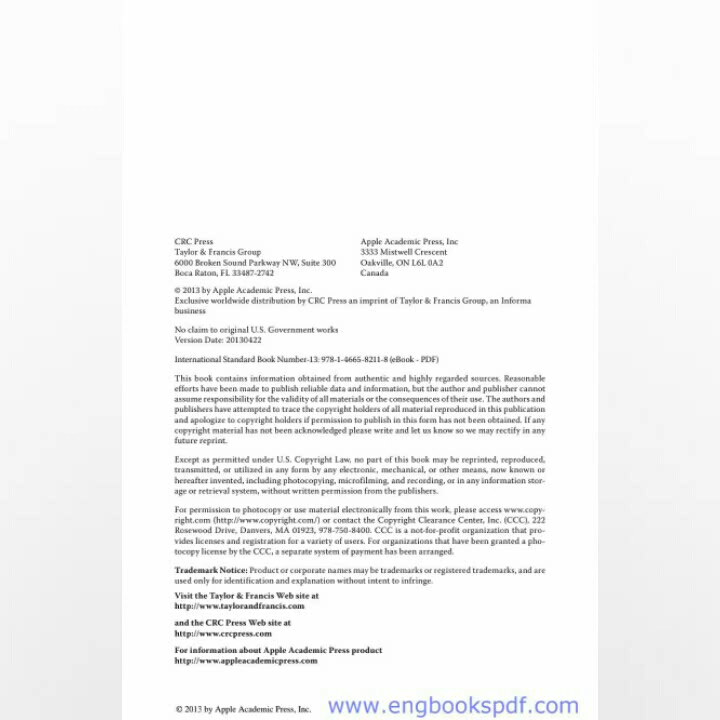 CRC Press
Taylor & Francis Group
6000 Broken Sound Parkway NW, Suite 300
Boca Raton, FL 33487-2742
Apple Academic Press, Inc
3333 Mistwell Crescent
Oakville, ON L6L 0A2
Canada
© 2013 by Apple Academic Press, Inc.
Exclusive worldwide distribution by CRC Press an imprint of Taylor & Francis Group, an Informa
business
No claim to original U.S. Government works
Version Date: 20130422
International Standard Book Number-13: 978-1-4665-8211-8 (eBook - PDF)
This book contains information obtained from authentic and highly regarded sources. Reasonable
efforts have been made to publish reliable data and information, but the author and publisher cannot
assume responsibility for the validity of all materials or the consequences of their use. The authors and
publishers have attempted to trace the copyright holders of all material reproduced in this publication
and apologize to copyright holders if permission to publish in this form has not been obtained. If any
copyright material has not been acknowledged please write and let us know so we may rectify in any
future reprint.
Except as permitted under U.S. Copyright Law, no part of this book may be reprinted, reproduced,
transmitted, or utilized in any form by any electronic, mechanical, or other means, now known or
hereafter invented, including photocopying, microfilming, and recording, or in any information stor-
age or retrieval system, without written permission from the publishers.
For permission to photocopy or use material electronically from this work, please access www.copy-
right.com (http://www.copyright.com/) or contact the Copyright Clearance Center, Inc. (CCC), 222
Rosewood Drive, Danvers, MA 01923, 978-750-8400. CCC is a not-for-profit organization that pro-
vides licenses and registration for a variety of users. For organizations that have been granted a pho-
tocopy license by the CCC, a separate system of payment has been arranged.
Trademark Notice: Product or corporate names may be trademarks or registered trademarks, and are
used only for identification and explanation without intent to infringe.
Visit the Taylor & Francis Web site at
http://www.taylorandfrancis.com
and the CRC Press Web site at
http://www.crcpress.com
For information about Apple Academic Press product
http://www.appleacademicpress.com
© 2013 by Apple Academic Press, Inc.
www.engbookspdf.com